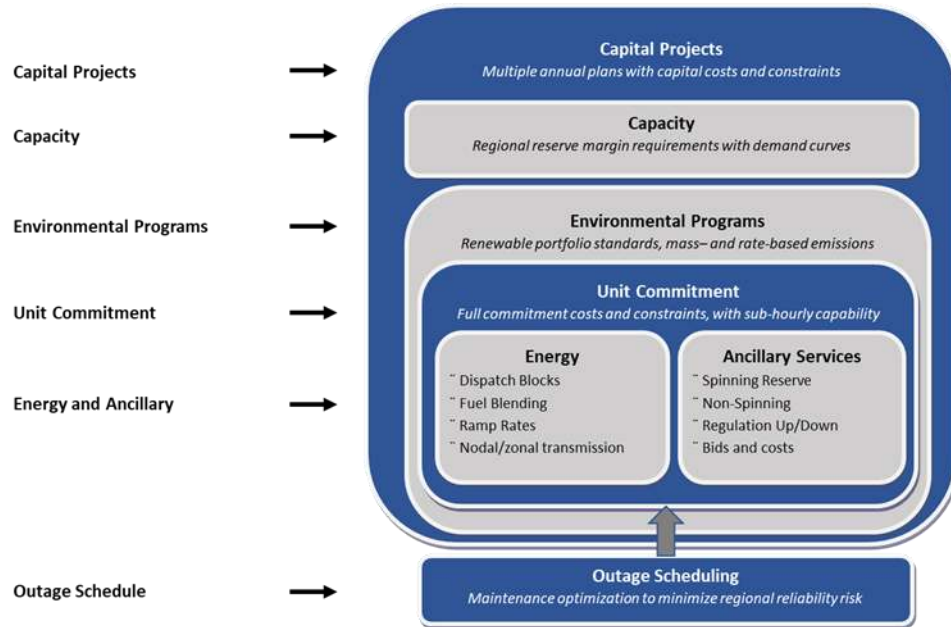 Capital Projects
Capital Projects
Multiple annual plans with capital costs and constraints
Capacity
Capacity
Regional reserve margin requirements with demand curves
Environmental Programs
Environmental Programs
Renewable portfolio standards, mass– and rate-based emissions
Unit Commitment
Unit Commitment
Full commitment costs and constraints, with sub-hourly capability
Energy and Ancillary
Energy
¨ Dispatch Blocks
¨ Fuel Blending
¨ Ramp Rates
¨ Nodal/zonal transmission
Ancillary Services
¨ Spinning Reserve
¨ Non-Spinning
¨ Regulation Up/Down
¨ Bids and costs
Outage Schedule
Outage Scheduling
Maintenance optimization to minimize regional reliability risk